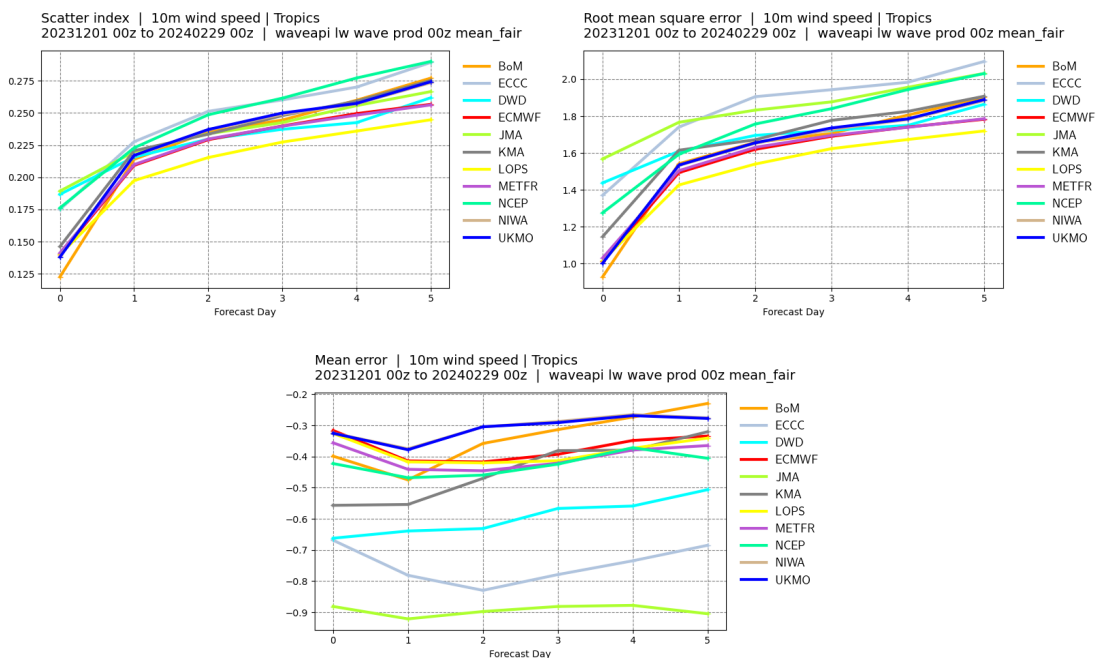 Scatter index | 10m wind speed | Tropics
20231201 00z to 20240229 00z | waveapi lw wave prod 00z mean_fair
0.275
0.250
0.225
0.200
0.175
0.150
0.125
0 1 2 3 4 5
Forecast Day
BoM
ECCC
DWD
ECMWF
JMA
KMA
LOPS
METFR
NCEP
NIWA
UKMO
Root mean square error | 10m wind speed | Tropics
20231201 00z to 20240229 00z | waveapi lw wave prod 00z mean_fair
2.0
1.8
1.6
1.4
1.2
1.0
0 1 2 3 4 5
Forecast Day
BoM
ECCC
DWD
ECMWF
JMA
KMA
LOPS
METFR
NCEP
NIWA
UKMO
Mean error | 10m wind speed | Tropics
20231201 00z to 20240229 00z | waveapi lw wave prod 00z mean_fair
−0.2
−0.3
−0.4
−0.5
−0.6
−0.7
−0.8
−0.9
0 1 2 3 4 5
Forecast Day
BoM
ECCC
DWD
ECMWF
JMA
KMA
LOPS
METFR
NCEP
NIWA
UKMO